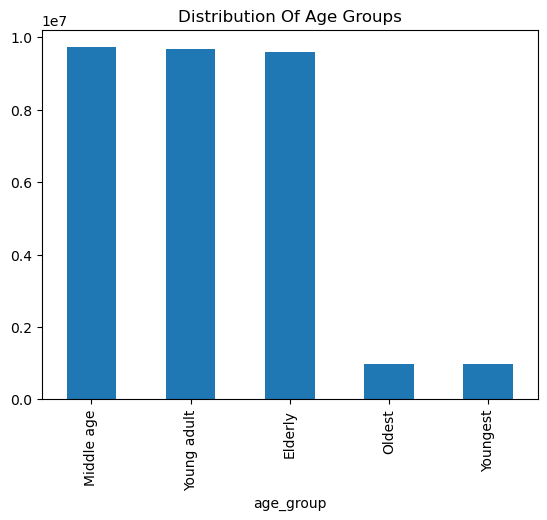 Distribution Of Age Groups
1e7
1.0
0.8
0.6
0.4
0.2
0.0
Middle age
Young adult
Elderly
Oldest
Youngest
age_group